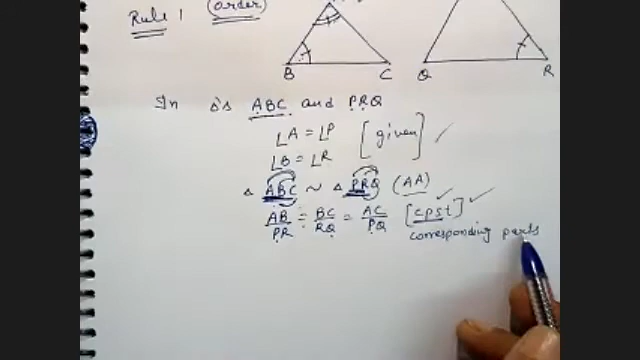 Rule 1 (order)
B C Q R
In Δ's ABC and PRQ
∠A = ∠P [given] ✓
∠B = ∠R
Δ ABC ~ Δ PRQ (AA)
AB/PR = BC/RQ = AC/PQ [cpst] ✓
corresponding parts